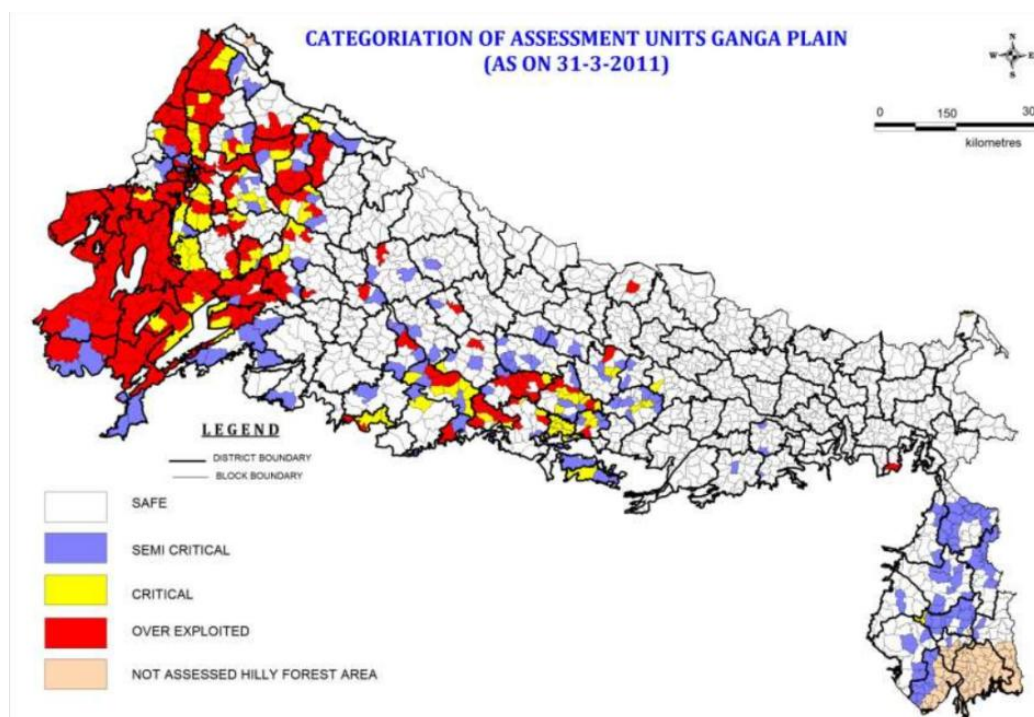 CATEGORIATION OF ASSESSMENT UNITS GANGA PLAIN
(AS ON 31-3-2011)
N
W E
S
0 150 30
kilometres
LEGEND
DISTRICT BOUNDARY
BLOCK BOUNDARY
SAFE
SEMI CRITICAL
CRITICAL
OVER EXPLOITED
NOT ASSESSED HILLY FOREST AREA